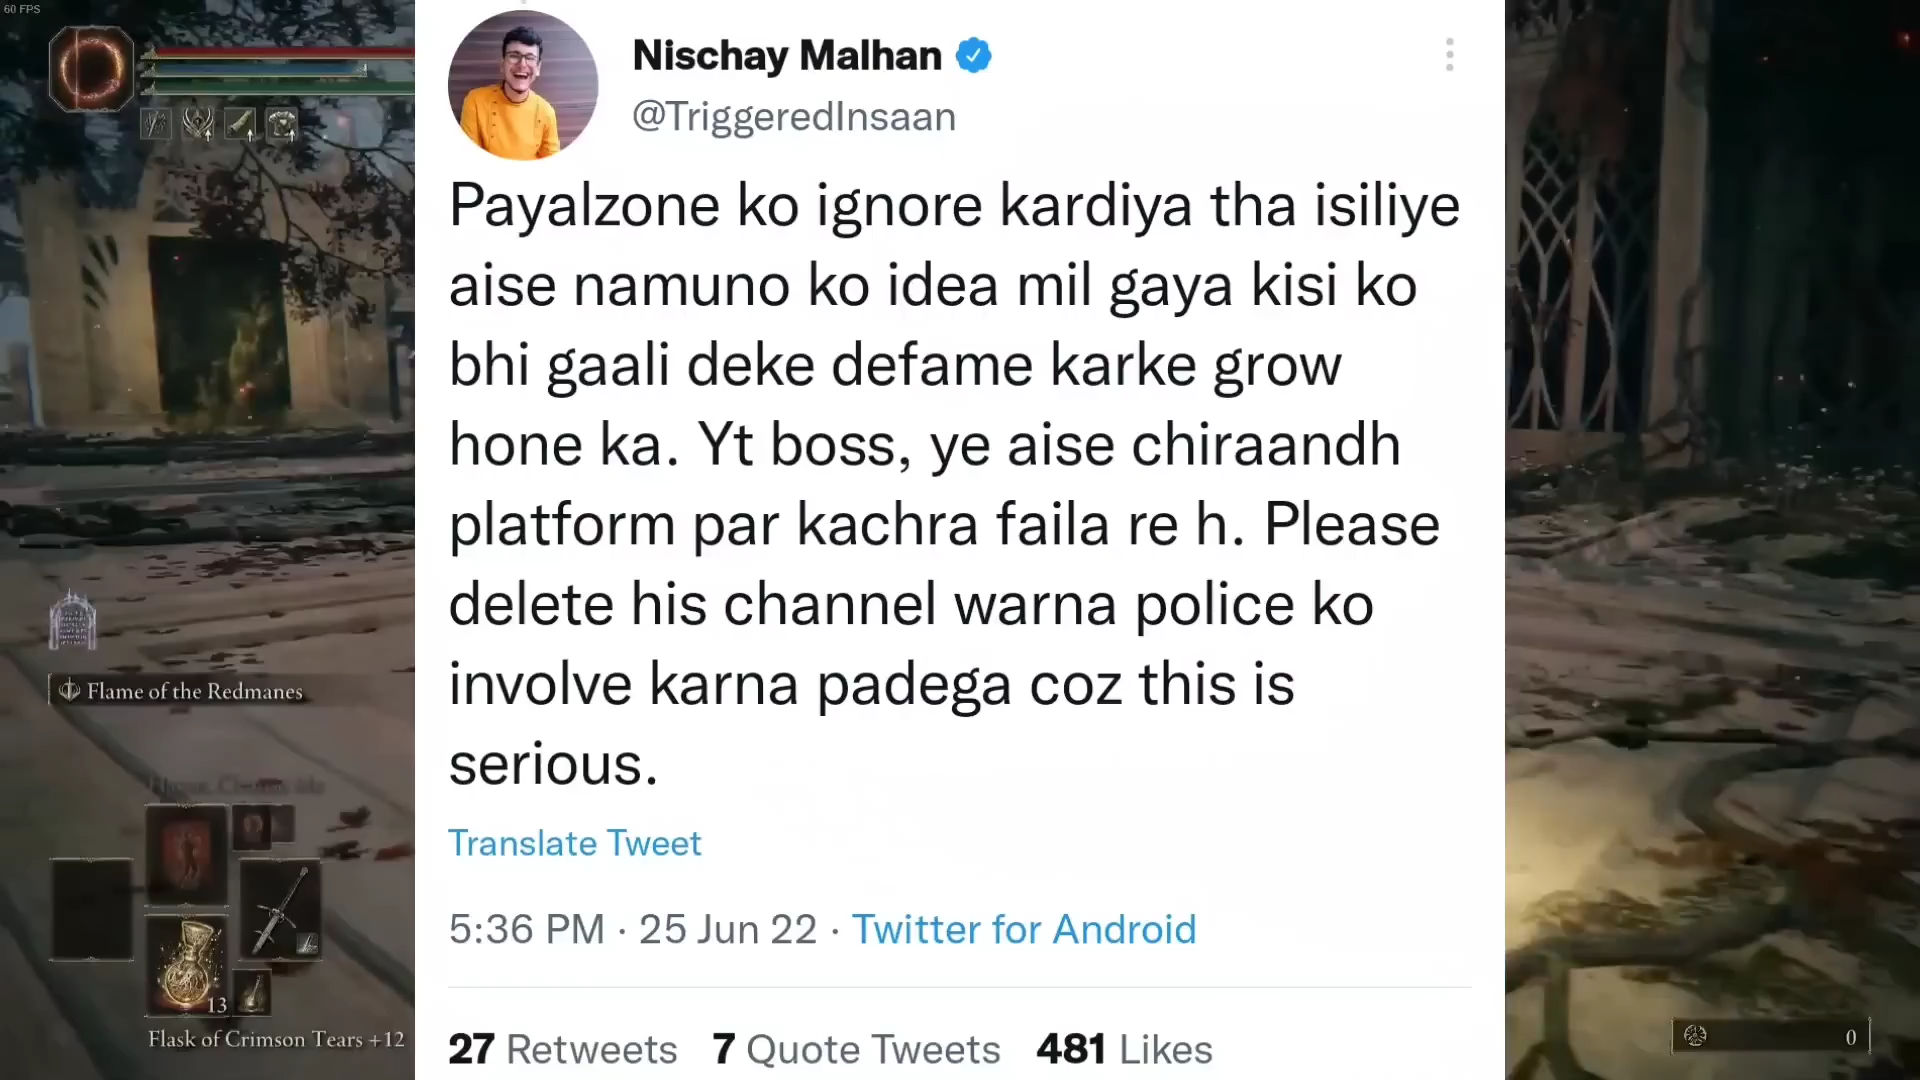 60 FPS
Nischay Malhan
@TriggeredInsaan
Payalzone ko ignore kardiya tha isiliye
aise namuno ko idea mil gaya kisi ko
bhi gaali deke defame karke grow
hone ka. Yt boss, ye aise chiraandh
platform par kachra faila re h. Please
delete his channel warna police ko
involve karna padega coz this is
serious.
Translate Tweet
5:36 PM · 25 Jun 22 · Twitter for Android
27 Retweets 7 Quote Tweets 481 Likes
Flame of the Redmanes
13
Flask of Crimson Tears +12
0